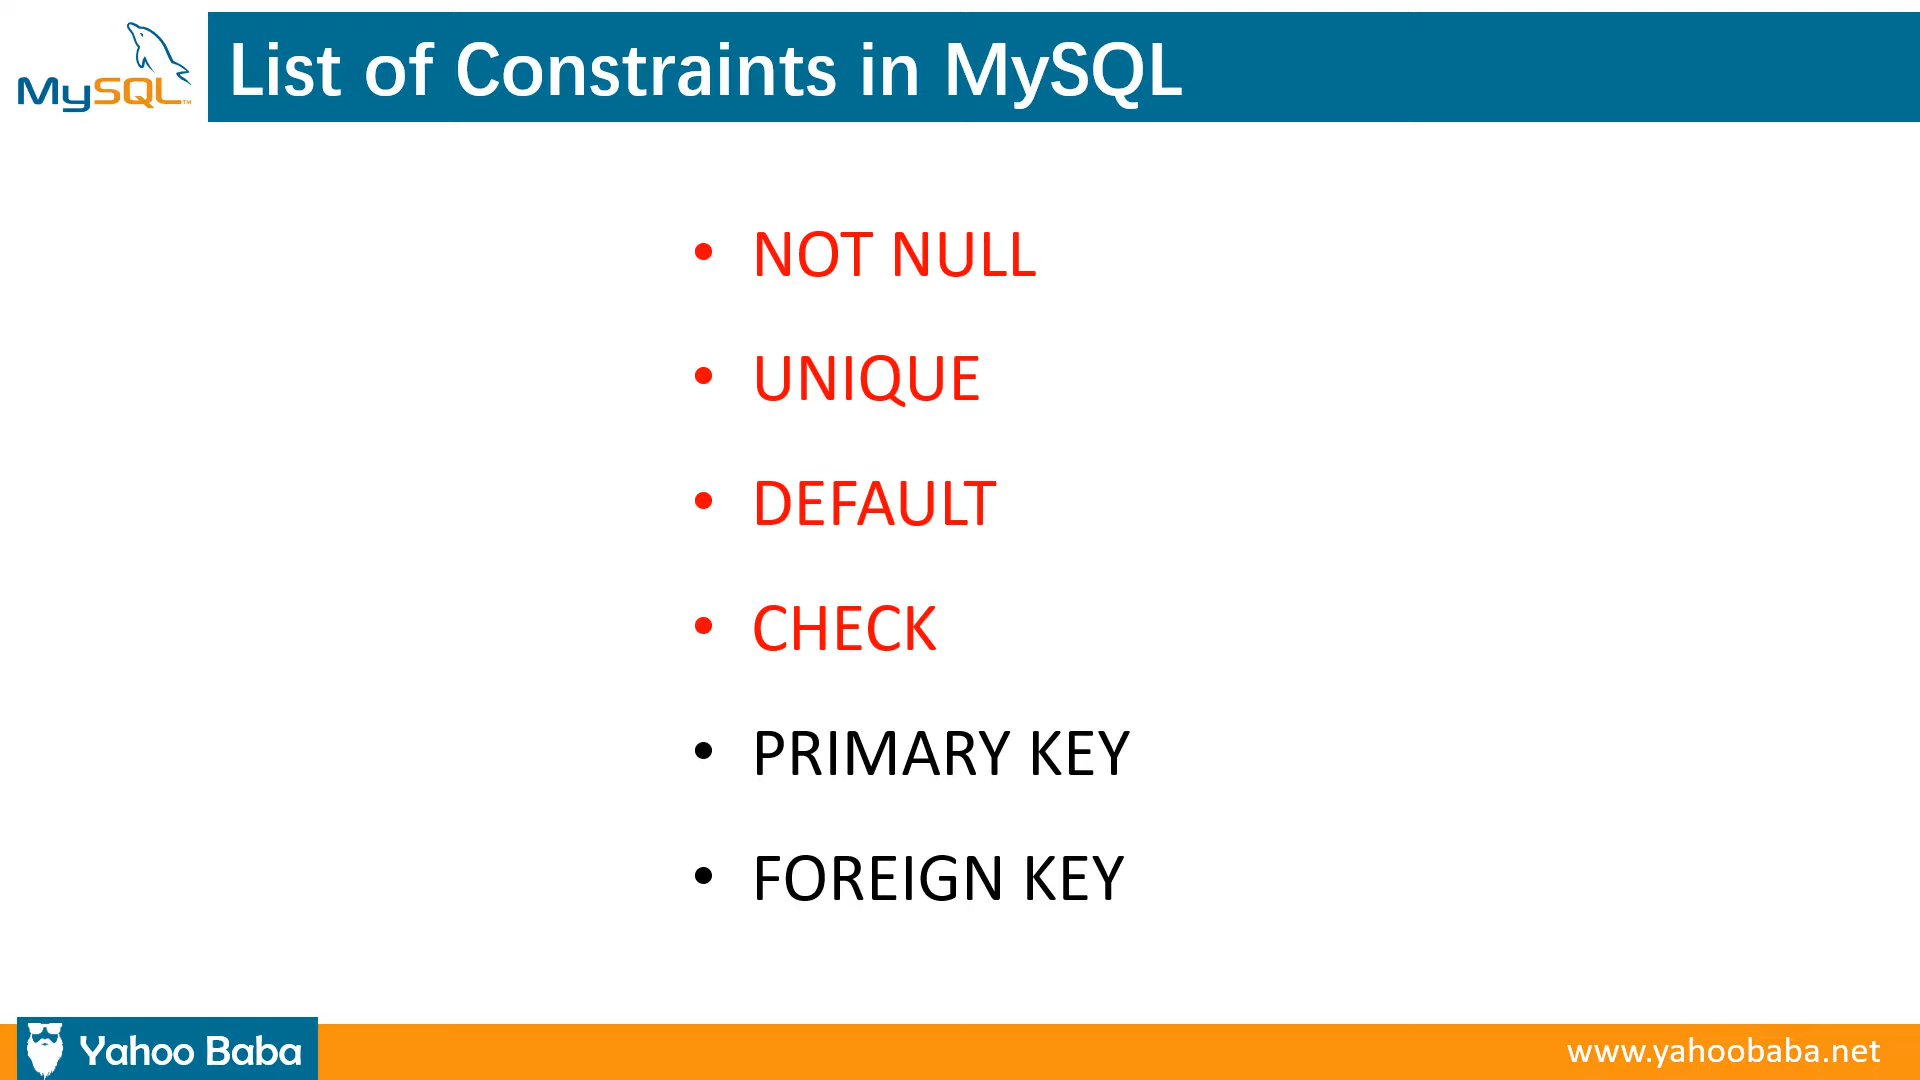 MySQL™
List of Constraints in MySQL
• NOT NULL
• UNIQUE
• DEFAULT
• CHECK
• PRIMARY KEY
• FOREIGN KEY
Yahoo Baba
www.yahoobaba.net